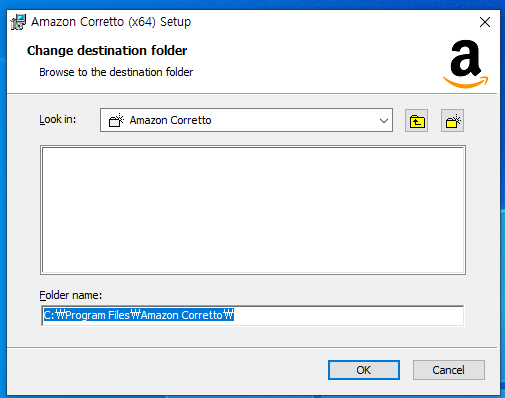 Amazon Corretto (x64) Setup
Change destination folder
Browse to the destination folder
a
Look in:
Amazon Corretto
Folder name:
C:₩Program Files₩Amazon Corretto₩
OK
Cancel